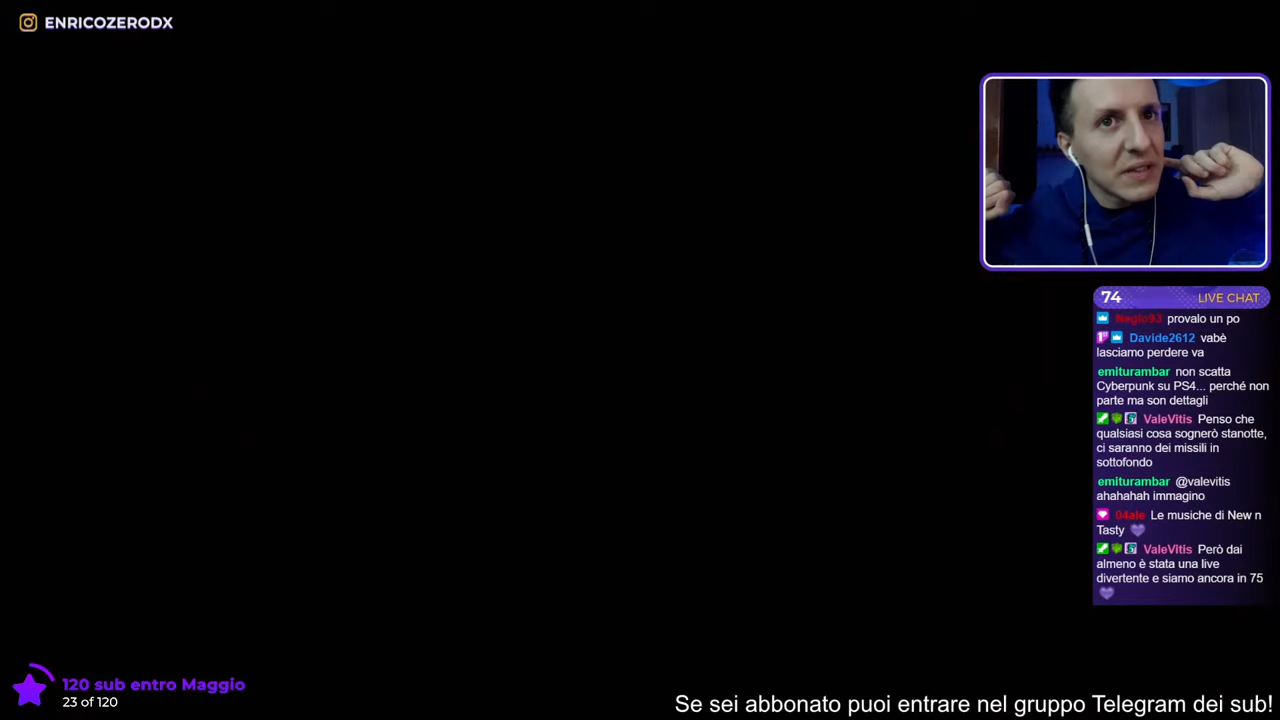 ENRICOZERODX
74 LIVE CHAT
Neglo93 provalo un po
Davide2612 vabè
lasciamo perdere va
emiturambar non scatta
Cyberpunk su PS4... perché non
parte ma son dettagli
ValeVitis Penso che
qualsiasi cosa sognerò stanotte,
ci saranno dei missili in
sottofondo
emiturambar @valevitis
ahahahah immagino
04ale Le musiche di New n
Tasty
ValeVitis Però dai
almeno è stata una live
divertente e siamo ancora in 75
120 sub entro Maggio
23 of 120
Se sei abbonato puoi entrare nel gruppo Telegram dei sub!